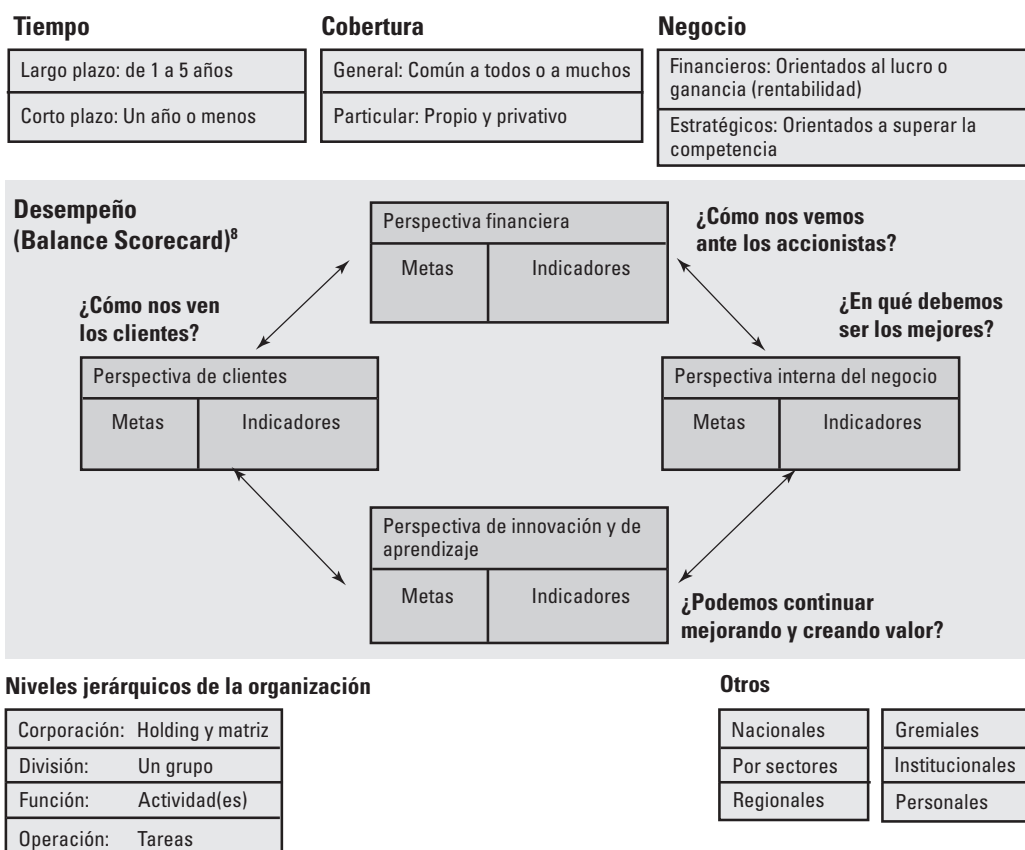 Tiempo
Largo plazo: de 1 a 5 años
Corto plazo: Un año o menos
Cobertura
General: Común a todos o a muchos
Particular: Propio y privativo
Negocio
Financieros: Orientados al lucro o
ganancia (rentabilidad)
Estratégicos: Orientados a superar la
competencia
Desempeño
(Balance Scorecard)⁸
Perspectiva financiera
Metas Indicadores
¿Cómo nos vemos
ante los accionistas?
¿Cómo nos ven
los clientes?
¿En qué debemos
ser los mejores?
Perspectiva de clientes
Metas Indicadores
Perspectiva interna del negocio
Metas Indicadores
Perspectiva de innovación y de
aprendizaje
Metas Indicadores
¿Podemos continuar
mejorando y creando valor?
Niveles jerárquicos de la organización
Corporación: Holding y matriz
División: Un grupo
Función: Actividad(es)
Operación: Tareas
Otros
Nacionales
Por sectores
Regionales
Gremiales
Institucionales
Personales